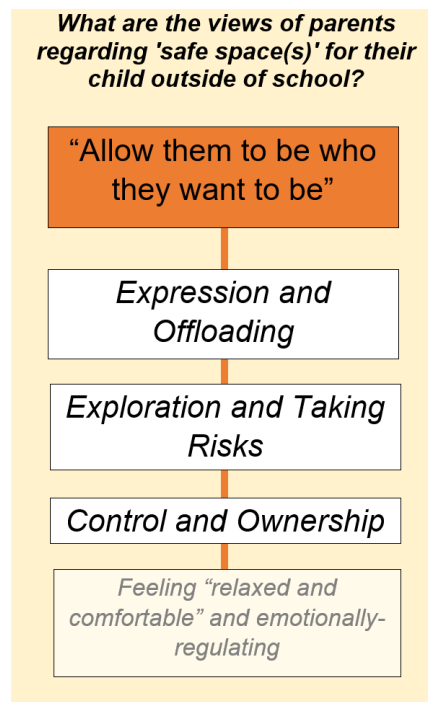 What are the views of parents
regarding 'safe space(s)' for their
child outside of school?
“Allow them to be who
they want to be”
Expression and
Offloading
Exploration and Taking
Risks
Control and Ownership
Feeling “relaxed and
comfortable” and emotionally-
regulating